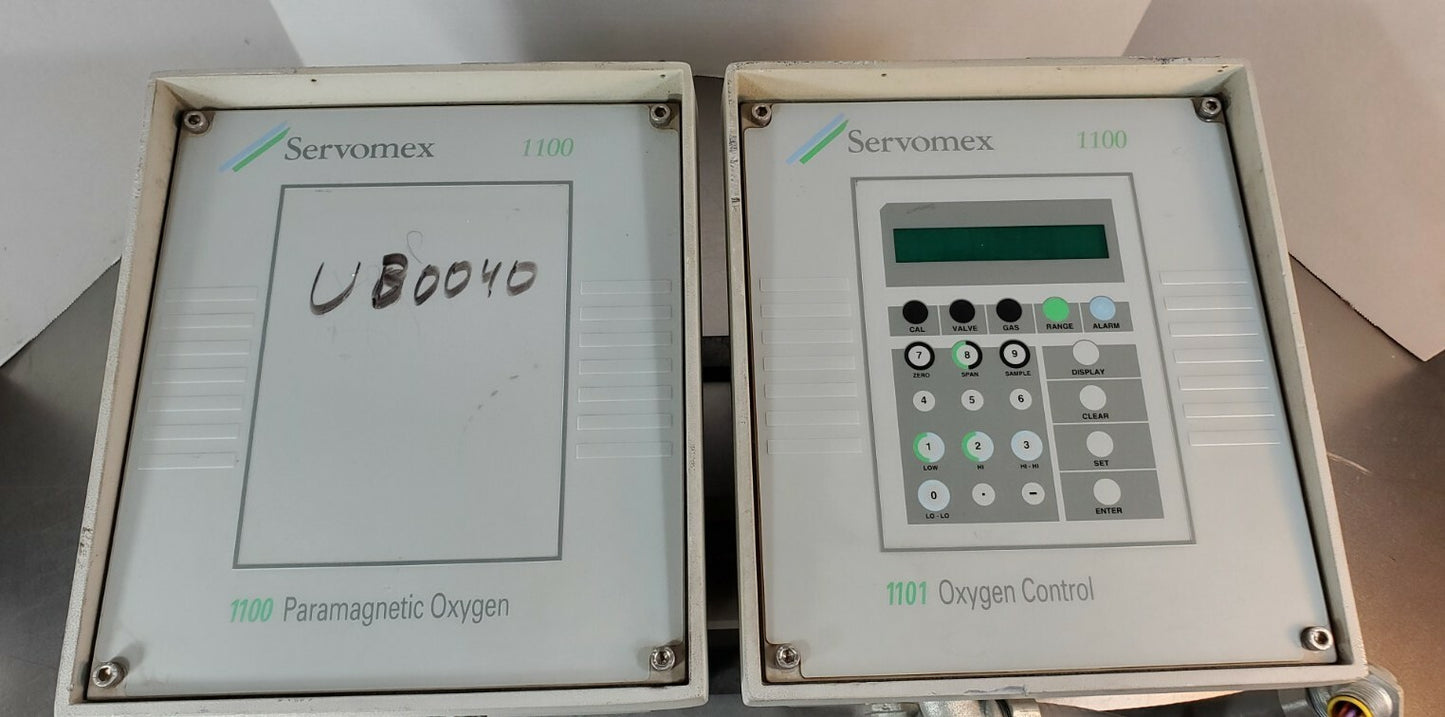 Servomex 1100
UB0040
1100 Paramagnetic Oxygen
Servomex 1100
CAL VALVE GAS RANGE ALARM
7 8 9
ZERO SPAN SAMPLE DISPLAY
4 5 6
CLEAR
1 2 3
LOW HI HI - HI SET
0 . –
LO - LO ENTER
1101 Oxygen Control